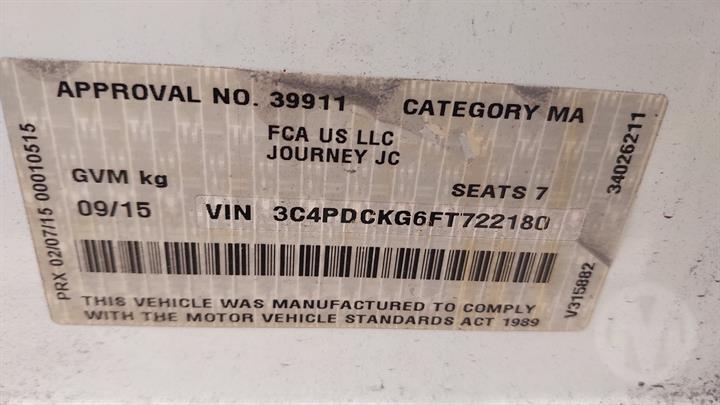 APPROVAL NO. 39911 CATEGORY MA
FCA US LLC
JOURNEY JC
GVM kg SEATS 7
09/15 VIN 3C4PDCKG6FT722180
THIS VEHICLE WAS MANUFACTURED TO COMPLY
WITH THE MOTOR VEHICLE STANDARDS ACT 1989
PRX 02/07/15 00010515
34026211
V315882